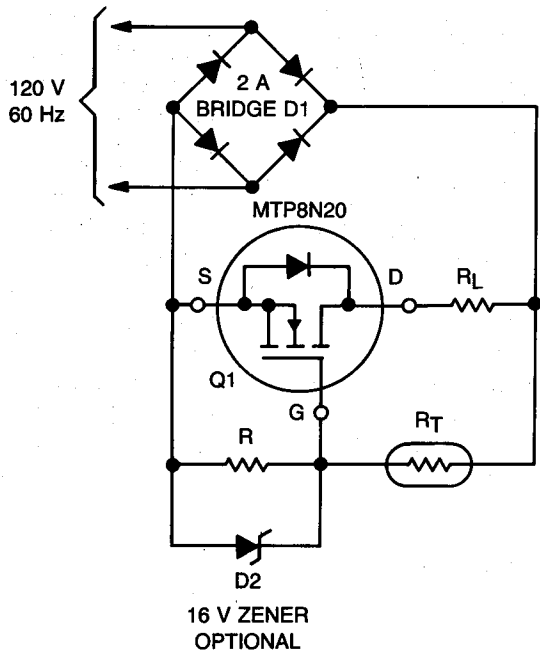 120 V
60 Hz
2 A
BRIDGE D1
MTP8N20
S
D
RL
Q1
G
R
RT
D2
16 V ZENER
OPTIONAL